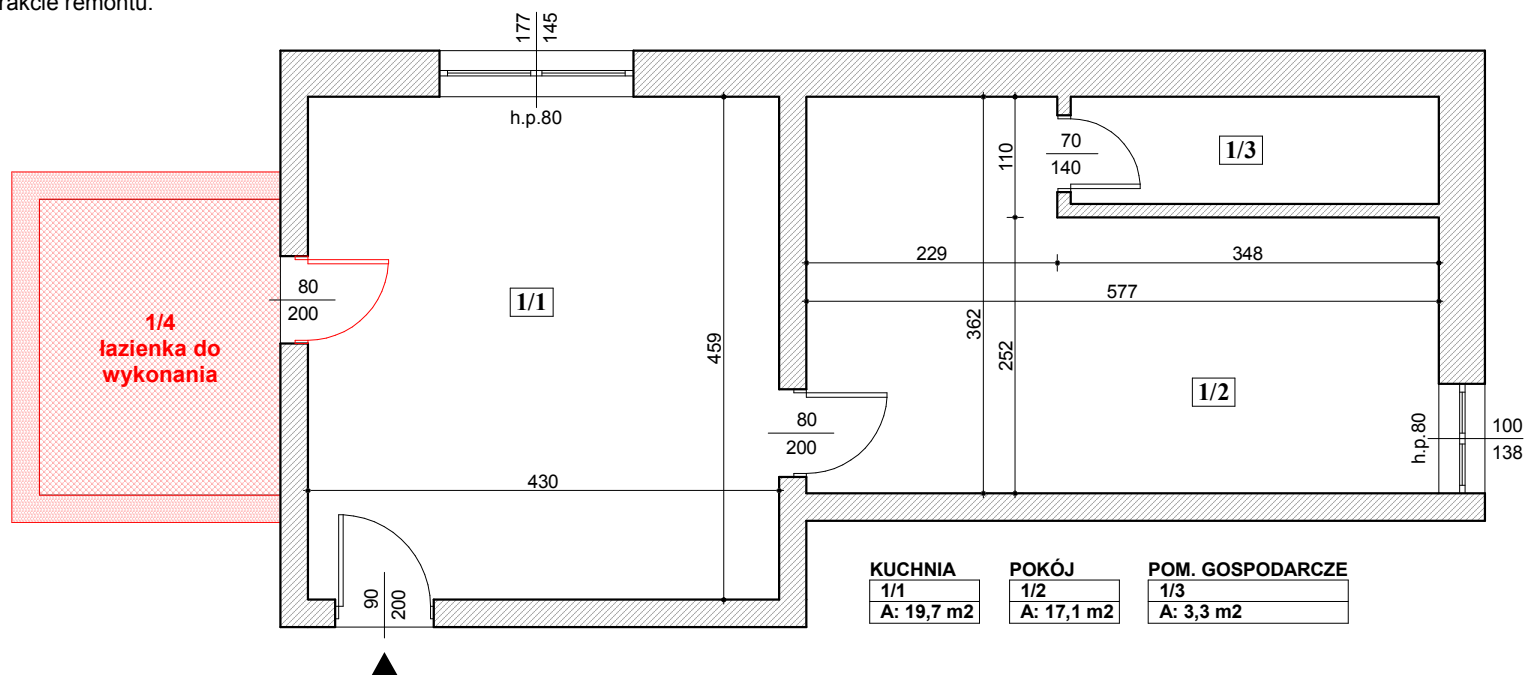 rakcie remontu.
177
145
h.p.80
70
140
1/3
110
229
348
577
80
200
1/1
1/4
łazienka do
wykonania
459
362
252
1/2
80
200
h.p.80
100
138
430
90
200
KUCHNIA
1/1
A: 19,7 m2
POKÓJ
1/2
A: 17,1 m2
POM. GOSPODARCZE
1/3
A: 3,3 m2